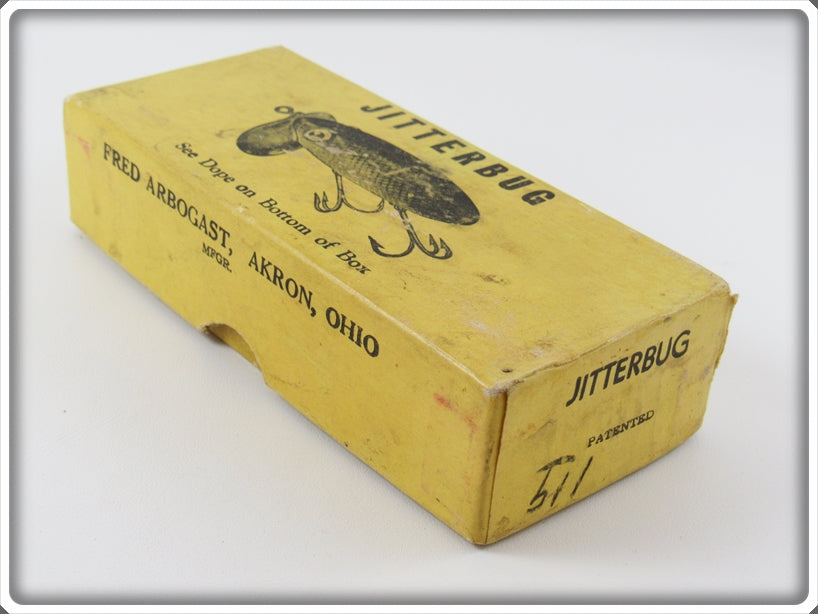 JITTERBUG
See Dope on Bottom of Box
FRED ARBOGAST, AKRON, OHIO
MFGR.
JITTERBUG
PATENTED
511